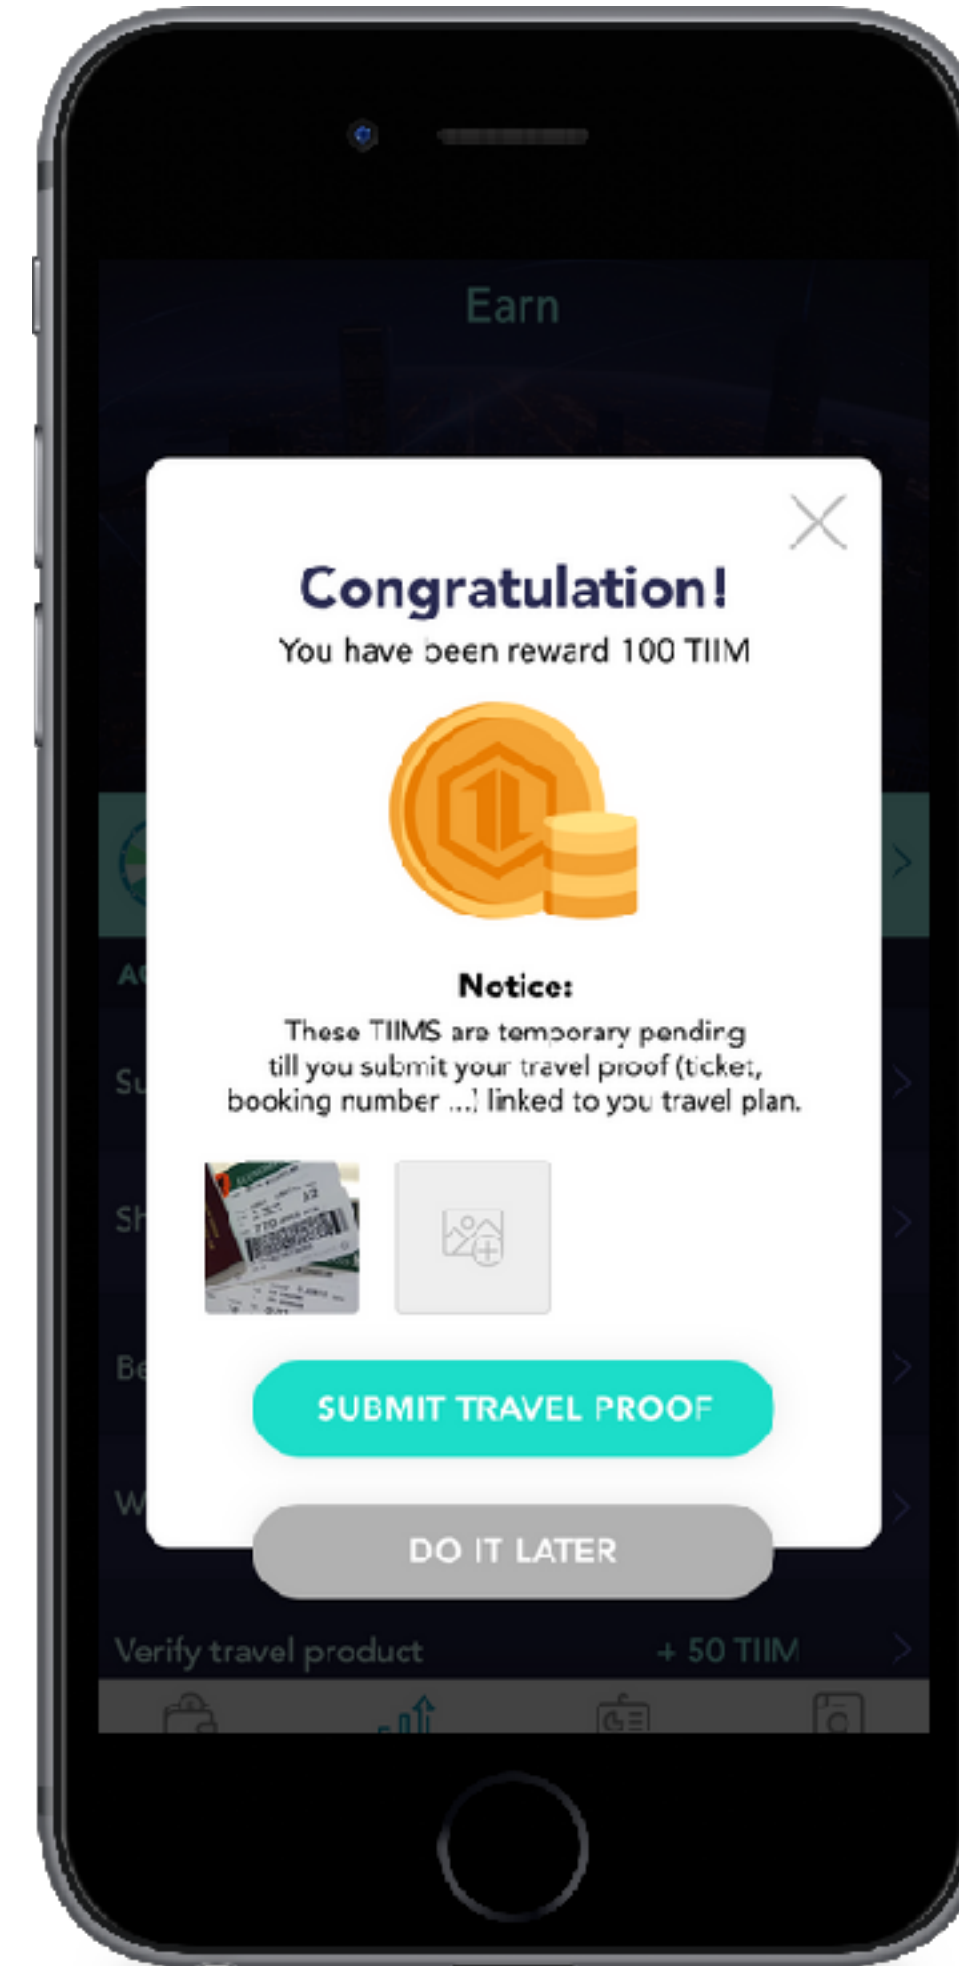 Earn
Congratulation!
You have been reward 100 TIIM
Notice:
These TIIMS are temporary pending
till you submit your travel proof (ticket,
booking number ...) linked to you travel plan.
SUBMIT TRAVEL PROOF
DO IT LATER
Verify travel product + 50 TIIM